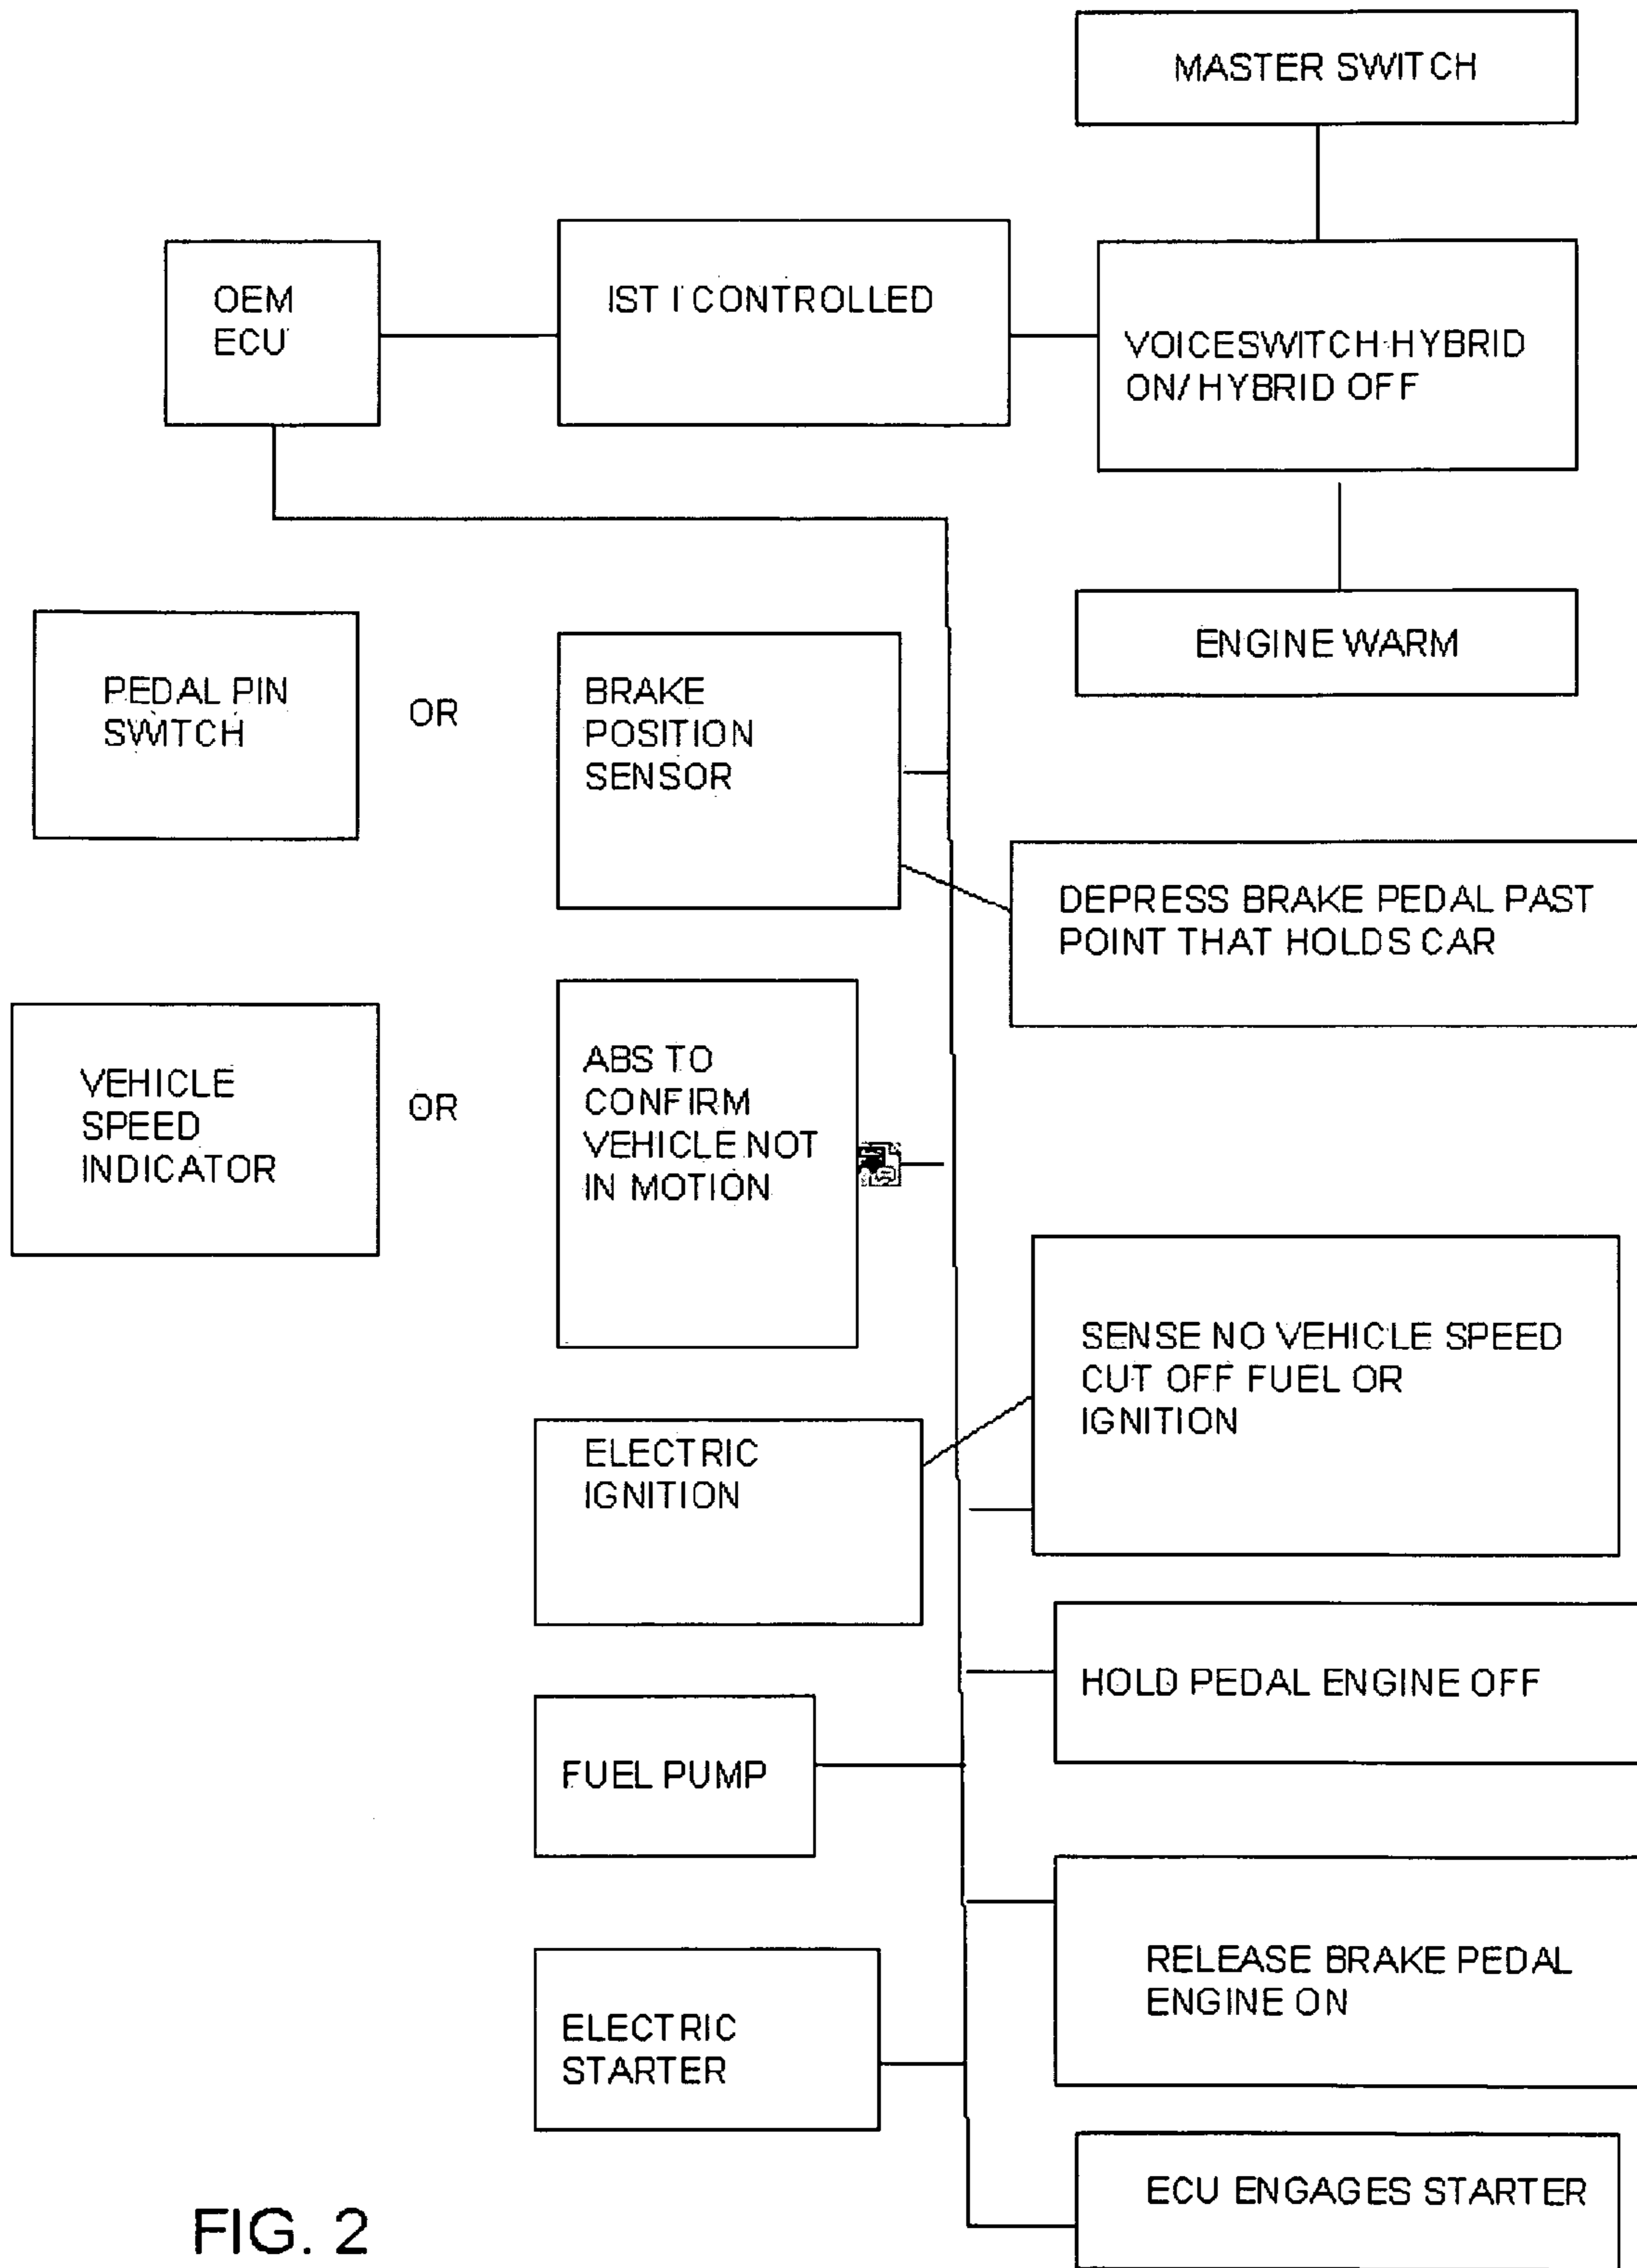 MASTER SWITCH
OEM
ECU
IST I CONTROLLED
VOICESWITCH-HYBRID
ON/HYBRID OFF
ENGINE WARM
PEDAL PIN
SWITCH
OR
BRAKE
POSITION
SENSOR
DEPRESS BRAKE PEDAL PAST
POINT THAT HOLDS CAR
VEHICLE
SPEED
INDICATOR
OR
ABS TO
CONFIRM
VEHICLE NOT
IN MOTION
SENSE NO VEHICLE SPEED
CUT OFF FUEL OR
IGNITION
ELECTRIC
IGNITION
HOLD PEDAL ENGINE OFF
FUEL PUMP
RELEASE BRAKE PEDAL
ENGINE ON
ELECTRIC
STARTER
ECU ENGAGES STARTER
FIG. 2